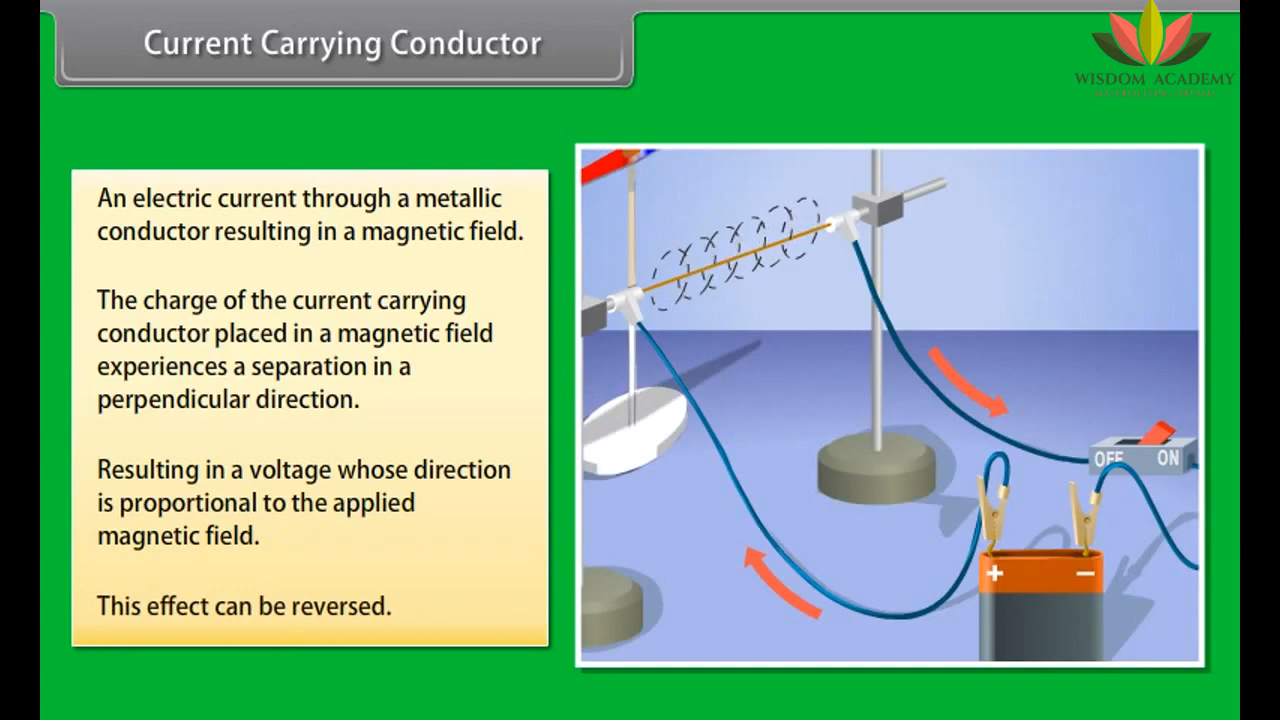 Current Carrying Conductor
WISDOM ACADEMY
An electric current through a metallic
conductor resulting in a magnetic field.
The charge of the current carrying
conductor placed in a magnetic field
experiences a separation in a
perpendicular direction.
Resulting in a voltage whose direction
is proportional to the applied
magnetic field.
This effect can be reversed.
OFF ON
+ −